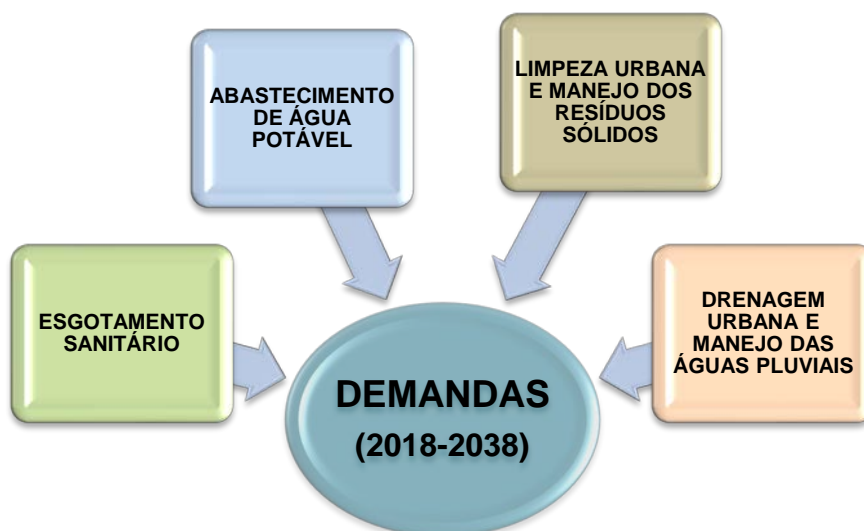 ABASTECIMENTO
DE ÁGUA
POTÁVEL
LIMPEZA URBANA
E MANEJO DOS
RESÍDUOS
SÓLIDOS
ESGOTAMENTO
SANITÁRIO
DRENAGEM
URBANA E
MANEJO DAS
ÁGUAS PLUVIAIS
DEMANDAS
(2018-2038)